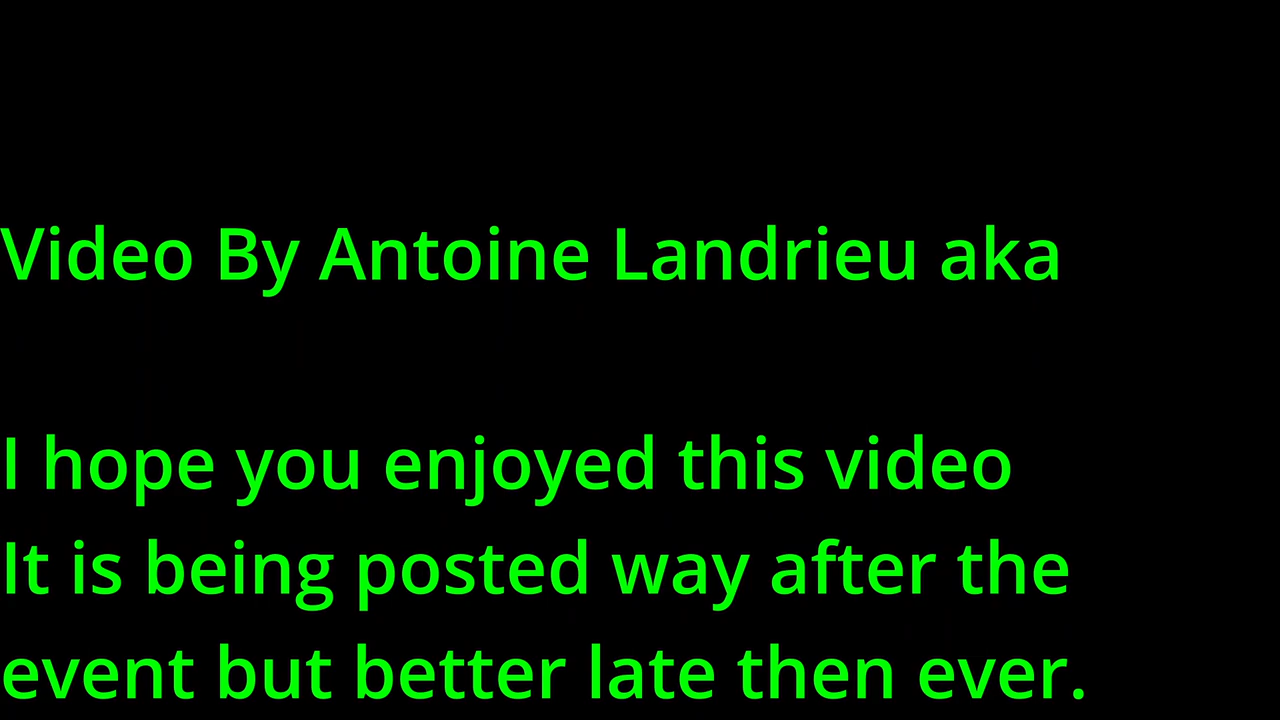 Video By Antoine Landrieu aka
I hope you enjoyed this video
It is being posted way after the
event but better late then ever.